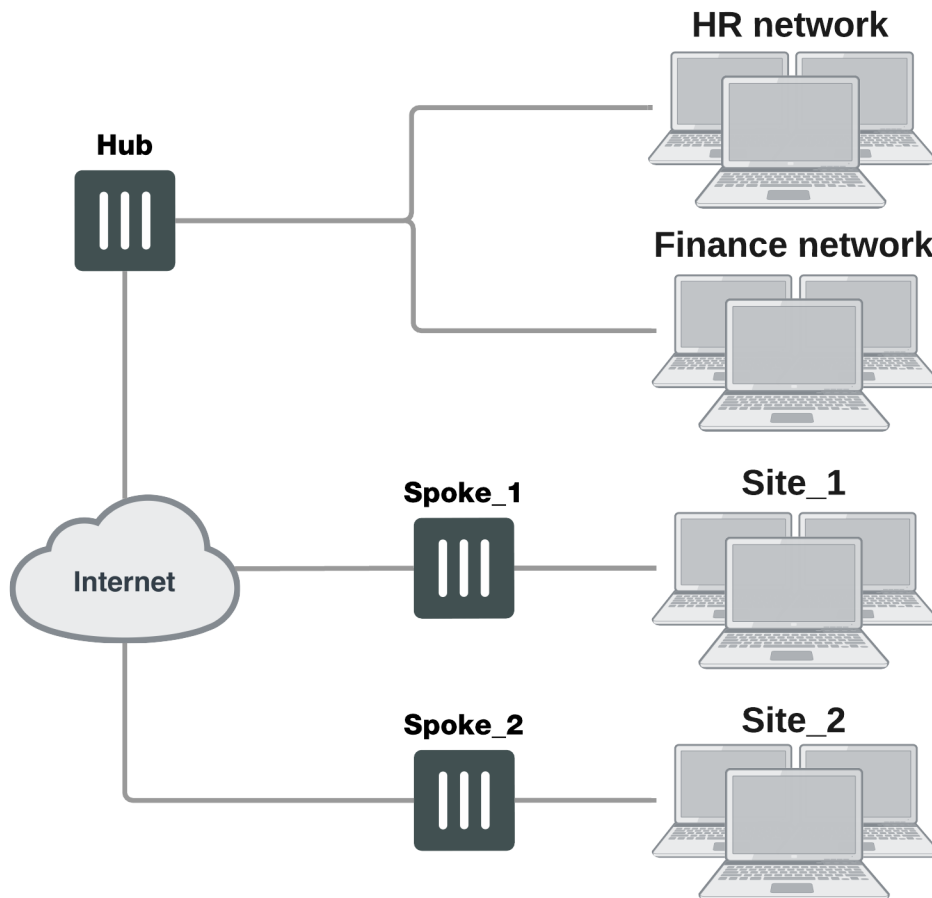 HR network
Hub
Finance network
Spoke_1
Site_1
Internet
Spoke_2
Site_2